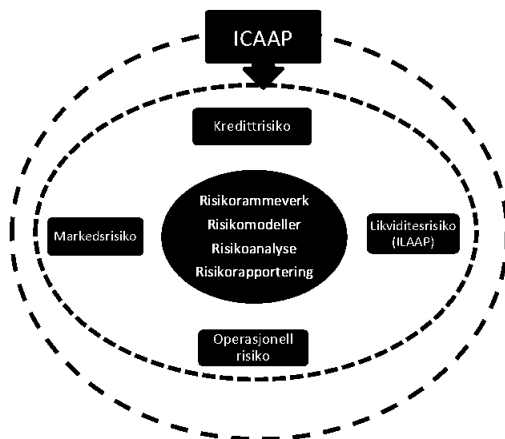 ICAAP
Kredittrisiko
Risikorammeverk
Risikomodeller
Risikoanalyse
Risikorapportering
Markedsrisiko
Likviditesrisiko
(ILAAP)
Operasjonell
risiko